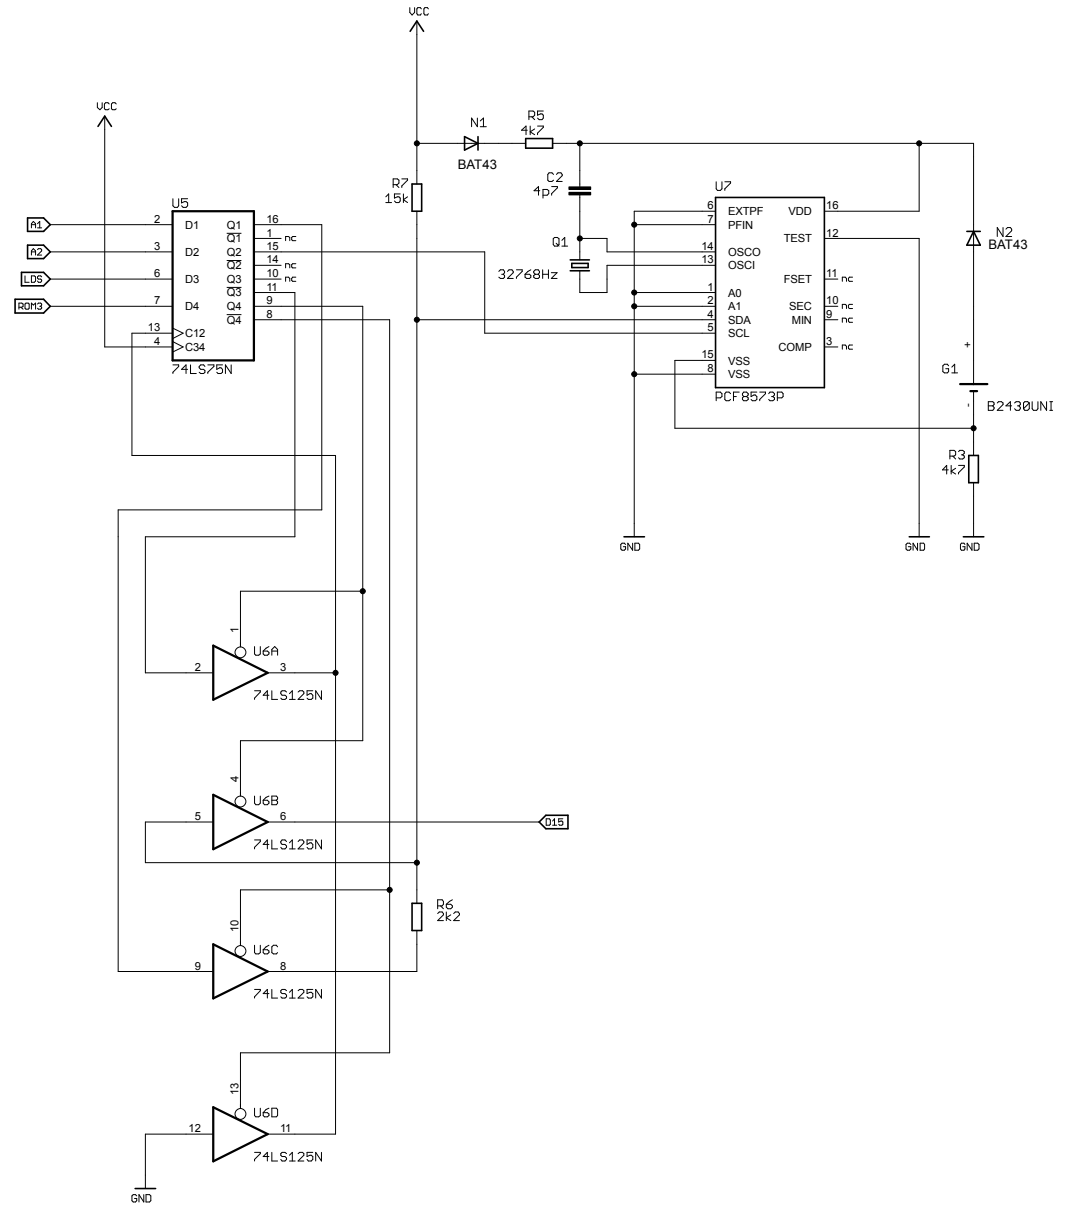 VCC
VCC
N1
BAT43
R5
4k7
C2
4p7
R7
15k
U7
U5
A1
A2
LDS
ROM3
2 D1 Q1 16
Q1 1 nc
3 D2 Q2 15
Q2 14 nc
6 D3 Q3 10 nc
Q3 11
7 D4 Q4 9
Q4 8
13 C12
4 C34
74LS75N
Q1
32768Hz
6 EXTPF VDD 16
7 PFIN
TEST 12
14 OSCO
13 OSCI
FSET 11 nc
1 A0
2 A1 SEC 10 nc
4 SDA MIN 9 nc
5 SCL
COMP 3 nc
15 VSS
8 VSS
PCF8573P
N2
BAT43
+
G1
-
B2430UNI
R3
4k7
GND
GND
GND
1
U6A
2 3
74LS125N
4
U6B
5 6
74LS125N
D15
R6
2k2
10
U6C
9 8
74LS125N
13
U6D
12 11
74LS125N
GND